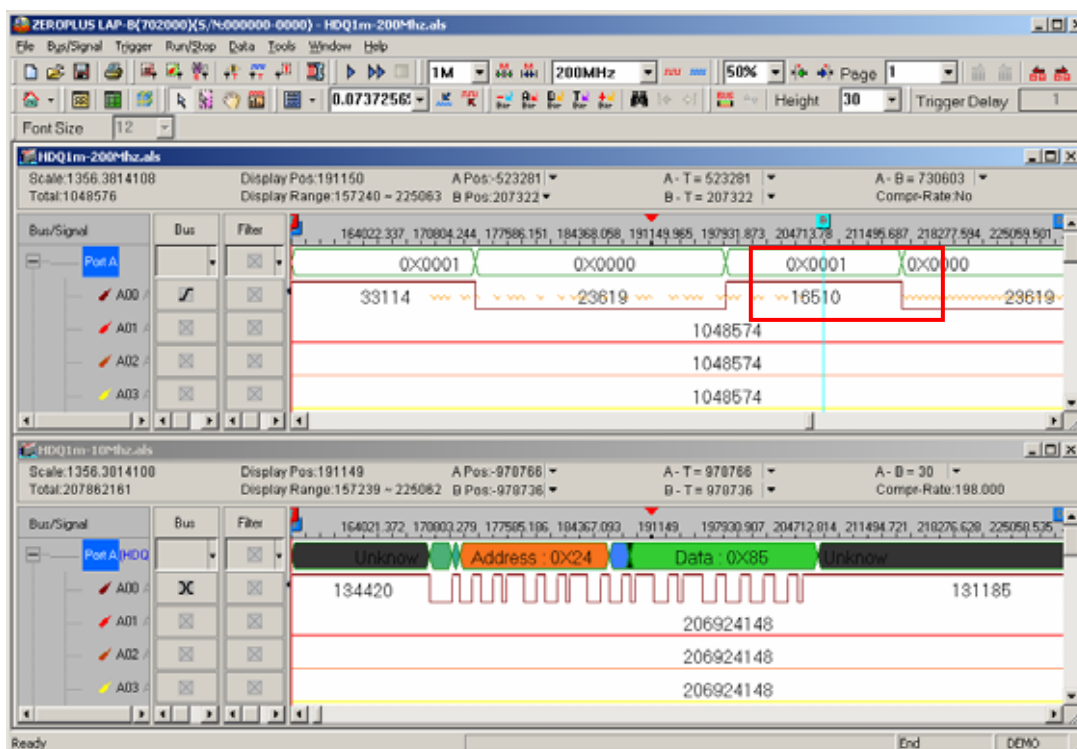 ZEROPLUS LAP-B(702000)(S/N:000000-0000) - HDQ1m-200Mhz.als
File Bus/Signal Trigger Run/Stop Data Tools Window Help
1M 200MHz 50% Page 1
Height 30 Trigger Delay 1
Font Size 12
HDQ1m-200Mhz.als
Scale:1356.3814108 Display Pos:191150 A Pos:-523281 A - T = 523281 A - B = 730603
Total:1048576 Display Range:157240 ~ 225063 B Pos:207322 B - T = 207322 Compr-Rate:No
Bus/Signal Bus Filter 164022.337, 170804.244, 177586.151, 184368.058, 191149.965, 197931.873, 204713.78, 211495.687, 218277.594, 225059.501
Port A 0X0001 0X0000 0X0001 0X0000
A00 33114 23619 16510 23619
A01 1048574
A02 1048574
A03 1048574
HDQ1m-10Mhz.als
Scale:1356.3814108 Display Pos:191149 A Pos:-978766 A - T = 978766 A - B = 30
Total:207862161 Display Range:157239 ~ 225062 B Pos:-978736 B - T = 978736 Compr-Rate:198.000
Bus/Signal Bus Filter 164021.372, 170803.279, 177585.186, 184367.093, 191149, 197930.907, 204712.814, 211494.721, 218276.628, 225058.535
Port A (HDQ Unknow Address : 0X24 Data : 0X85 Unknow
A00 134420 131185
A01 206924148
A02 206924148
A03 206924148
Ready End DEMO